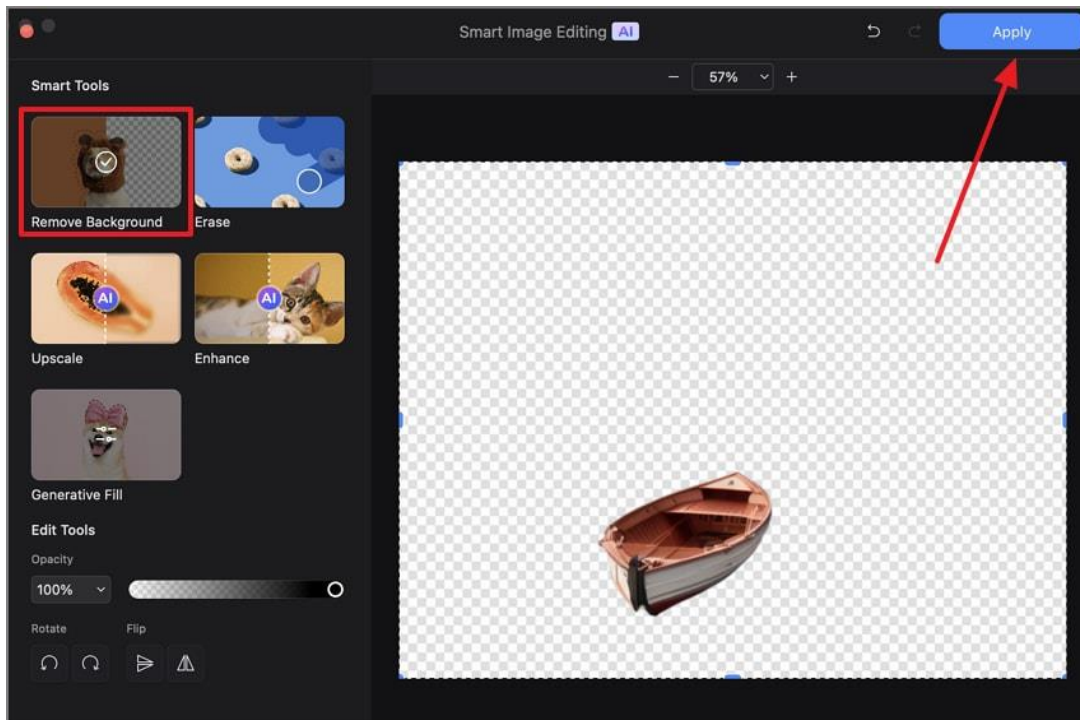 Smart Image Editing AI
Apply
57%
Smart Tools
Remove Background
Erase
AI
AI
Upscale
Enhance
Generative Fill
Edit Tools
Opacity
100%
Rotate
Flip